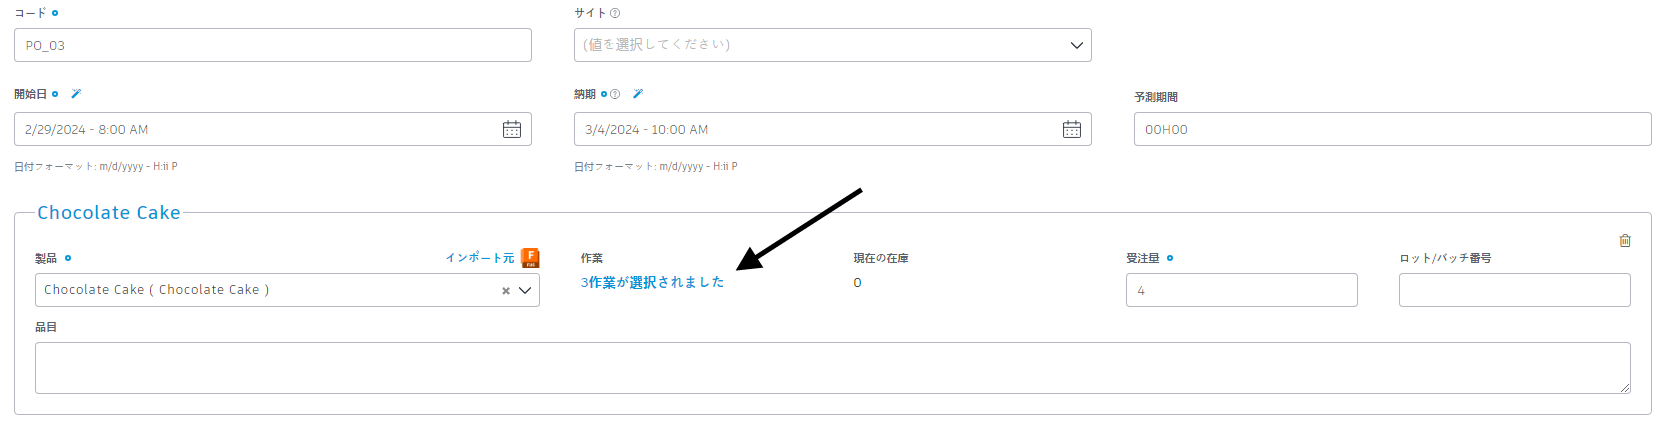 コード
サイト
PO_03
(値を選択してください)
開始日
納期
予測期間
2/29/2024 - 8:00 AM
3/4/2024 - 10:00 AM
00H00
日付フォーマット: m/d/yyyy - H:ii P
日付フォーマット: m/d/yyyy - H:ii P
Chocolate Cake
製品
インポート元
F
作業
現在の在庫
受注量
ロット/バッチ番号
Chocolate Cake ( Chocolate Cake )
3作業が選択されました
0
4
品目